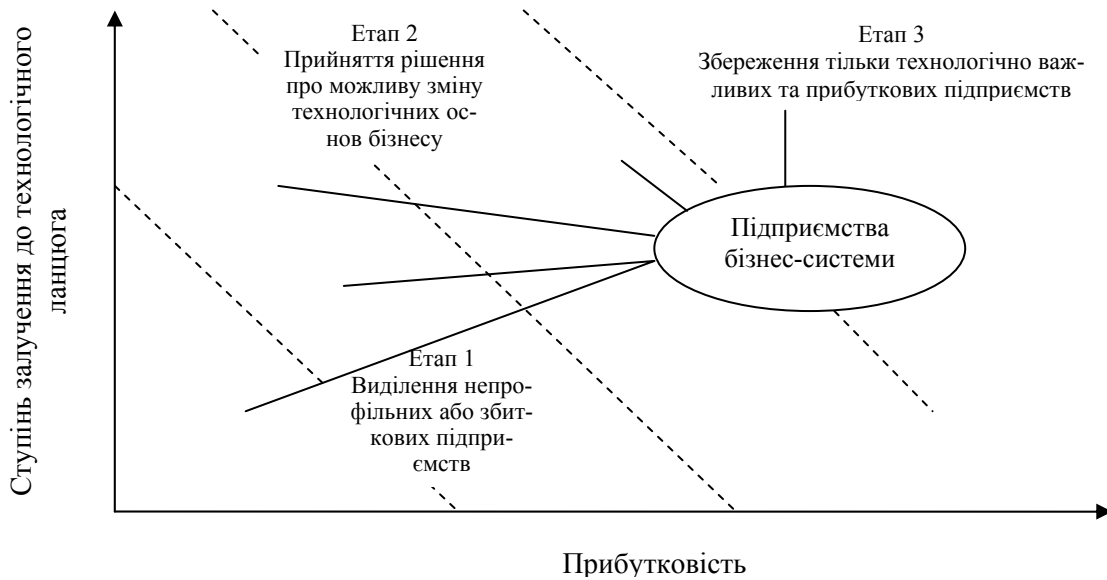 Ступінь залучення до технологічного
ланцюга
Етап 2
Прийняття рішення
про можливу зміну
технологічних ос-
нов бізнесу
Етап 3
Збереження тільки технологічно важ-
ливих та прибуткових підприємств
Підприємства
бізнес-системи
Етап 1
Виділення непро-
фільних або збит-
кових підпри-
ємств
Прибутковість